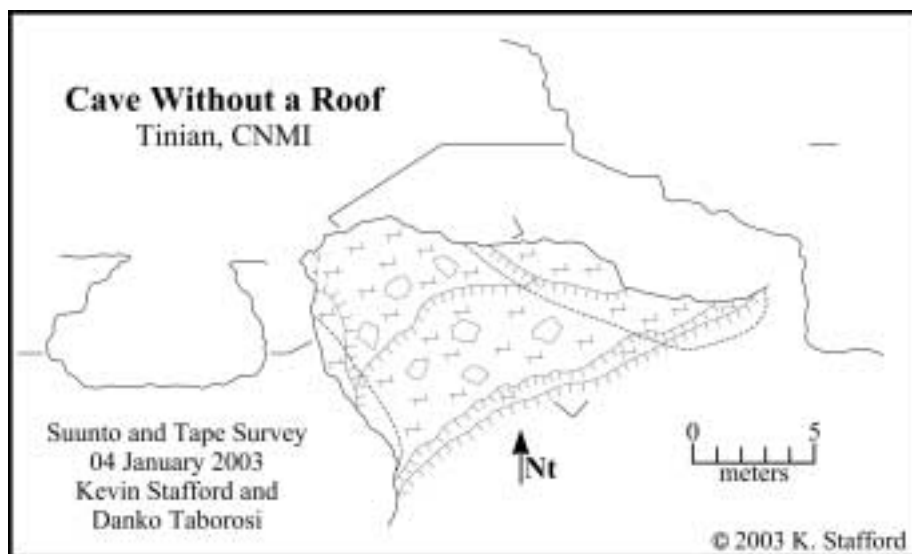 Cave Without a Roof
Tinian, CNMI
Suunto and Tape Survey
04 January 2003
Kevin Stafford and
Danko Taborosi
Nt
0 5
meters
© 2003 K. Stafford